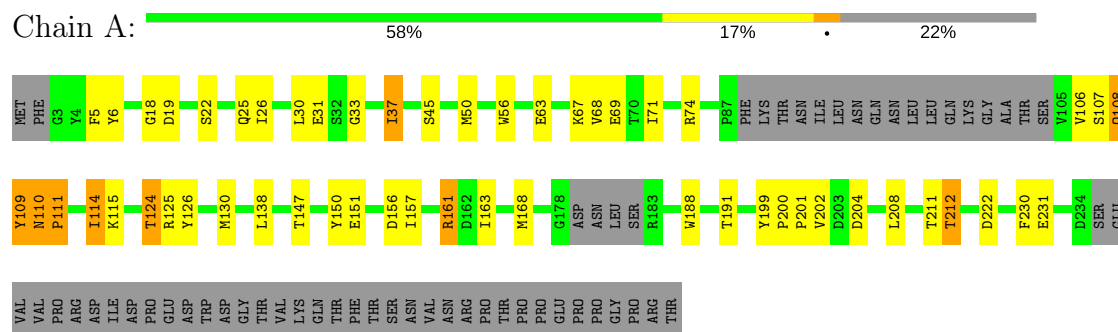 Chain A:
58% 17% • 22%
MET PHE G3 Y4 F5 Y6 G18 D19 S22 Q25 I26 L30 E31 S32 G33 I37 S45 M50 W56 E63 K67 V68 E69 T70 I71 R74 P87 PHE LYS THR ASN ILE LEU ASN GLN ASN LEU LEU GLN LYS GLY ALA THR SER V105 V106 S107 Q108
Y109 N110 P111 I114 K115 T124 R125 Y126 M130 L138 T147 Y150 E151 D156 I157 R161 D162 I163 M168 G178 ASP ASN LEU SER R183 W188 T191 Y199 P200 P201 V202 D203 D204 L208 T211 T212 D222 F230 E231 D234 SER GLU
VAL VAL PRO ARG ASP ILE ASP PRO GLU ASP TRP ASP GLY THR VAL LYS GLN THR PHE THR SER ASN VAL ASN ARG PRO THR PRO PRO GLU PRO PRO GLY PRO ARG THR